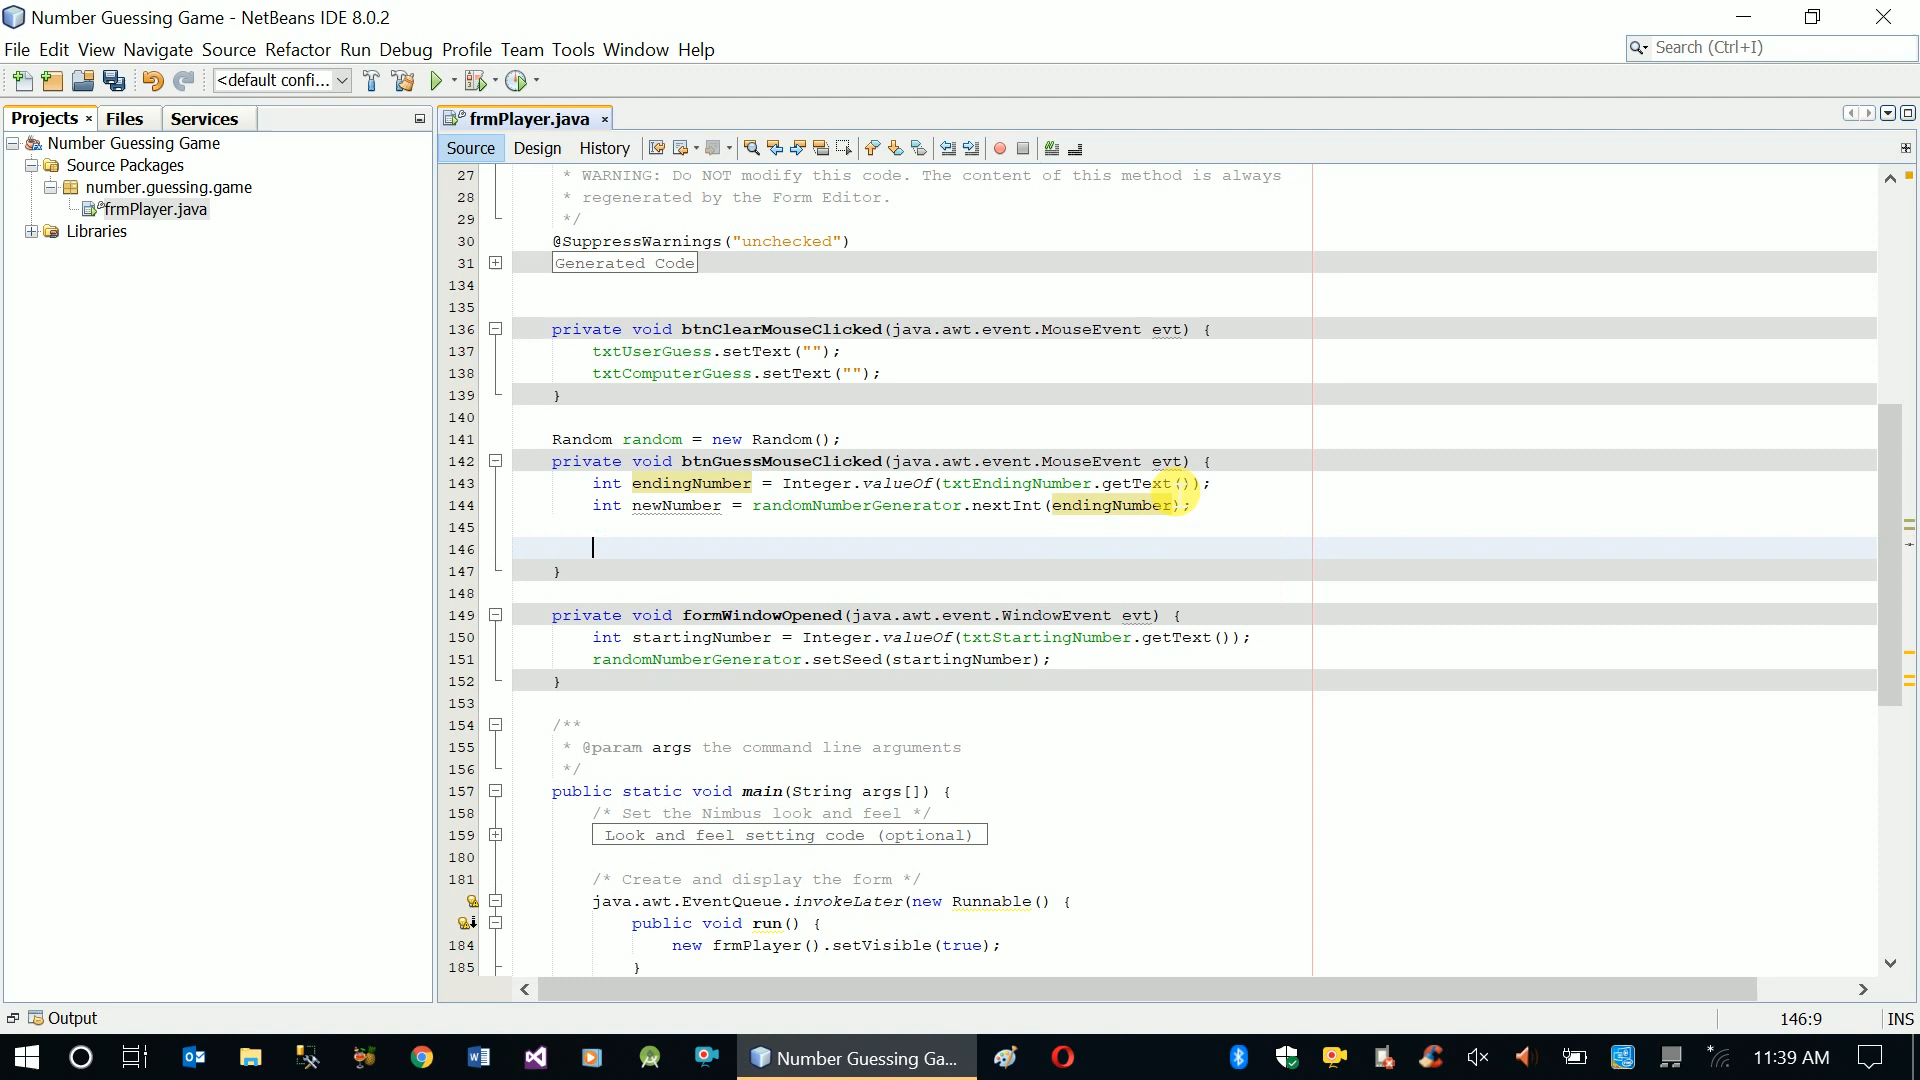 Number Guessing Game - NetBeans IDE 8.0.2
File Edit View Navigate Source Refactor Run Debug Profile Team Tools Window Help
Search (Ctrl+I)
<default confi...
Projects Files Services
frmPlayer.java
Number Guessing Game
Source Packages
number.guessing.game
frmPlayer.java
Libraries
Source Design History
27 * WARNING: Do NOT modify this code. The content of this method is always
28 * regenerated by the Form Editor.
29 */
30 @SuppressWarnings("unchecked")
31 Generated Code
134
135
136 private void btnClearMouseClicked(java.awt.event.MouseEvent evt) {
137 txtUserGuess.setText("");
138 txtComputerGuess.setText("");
139 }
140
141 Random random = new Random();
142 private void btnGuessMouseClicked(java.awt.event.MouseEvent evt) {
143 int endingNumber = Integer.valueOf(txtEndingNumber.getText());
144 int newNumber = randomNumberGenerator.nextInt(endingNumber);
145
146
147 }
148
149 private void formWindowOpened(java.awt.event.WindowEvent evt) {
150 int startingNumber = Integer.valueOf(txtStartingNumber.getText());
151 randomNumberGenerator.setSeed(startingNumber);
152 }
153
154 /**
155 * @param args the command line arguments
156 */
157 public static void main(String args[]) {
158 /* Set the Nimbus look and feel */
159 Look and feel setting code (optional)
180
181 /* Create and display the form */
java.awt.EventQueue.invokeLater(new Runnable() {
public void run() {
184 new frmPlayer().setVisible(true);
185 }
Output
146:9 INS
Number Guessing Ga...
11:39 AM